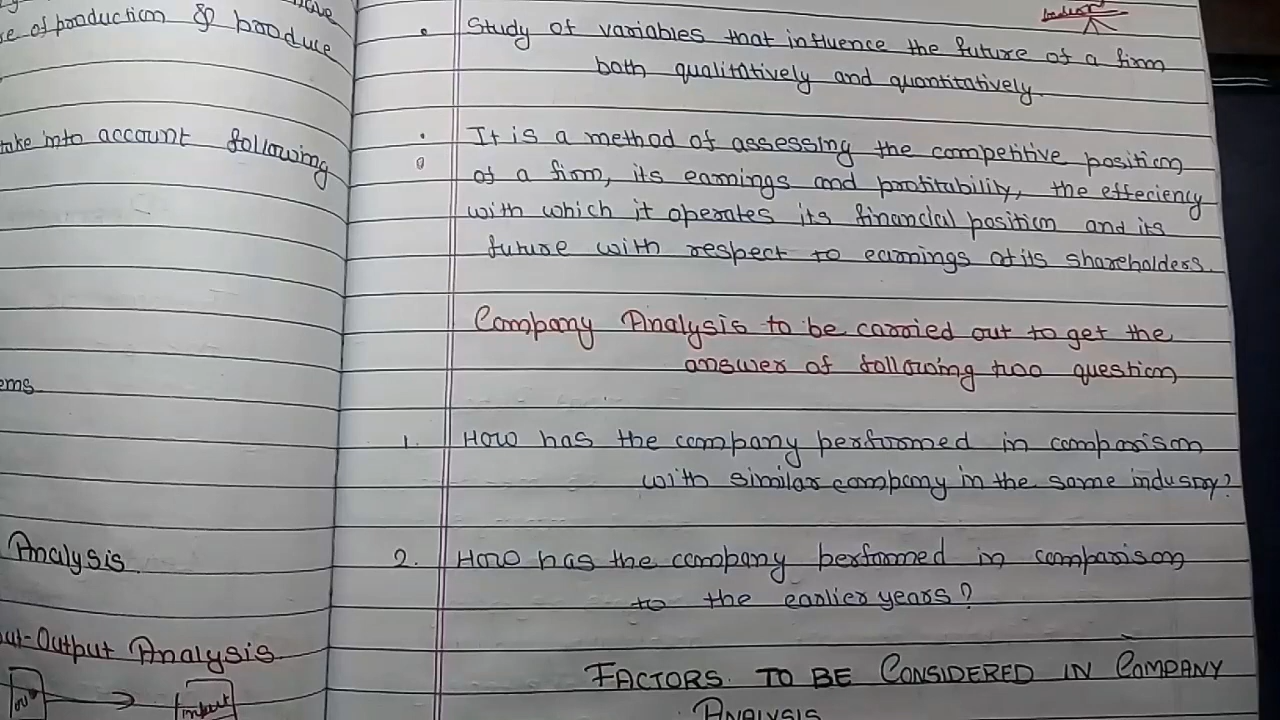 e of production & produce
take into account following
ems
Analysis
ut-Output Analysis
Study of variables that influence the future of a firm
both qualitatively and quantitatively.
It is a method of assessing the competitive position
of a firm, its earnings and profitability, the effeciency
with which it operates its financial position and its
future with respect to earnings of its shareholders.
Company Analysis to be carried out to get the
answer of following two question
1. How has the company performed in comparison
with similar company in the same industry?
2. How has the company performed in comparison
to the earlier years?
FACTORS TO BE CONSIDERED IN COMPANY
ANALYSIS